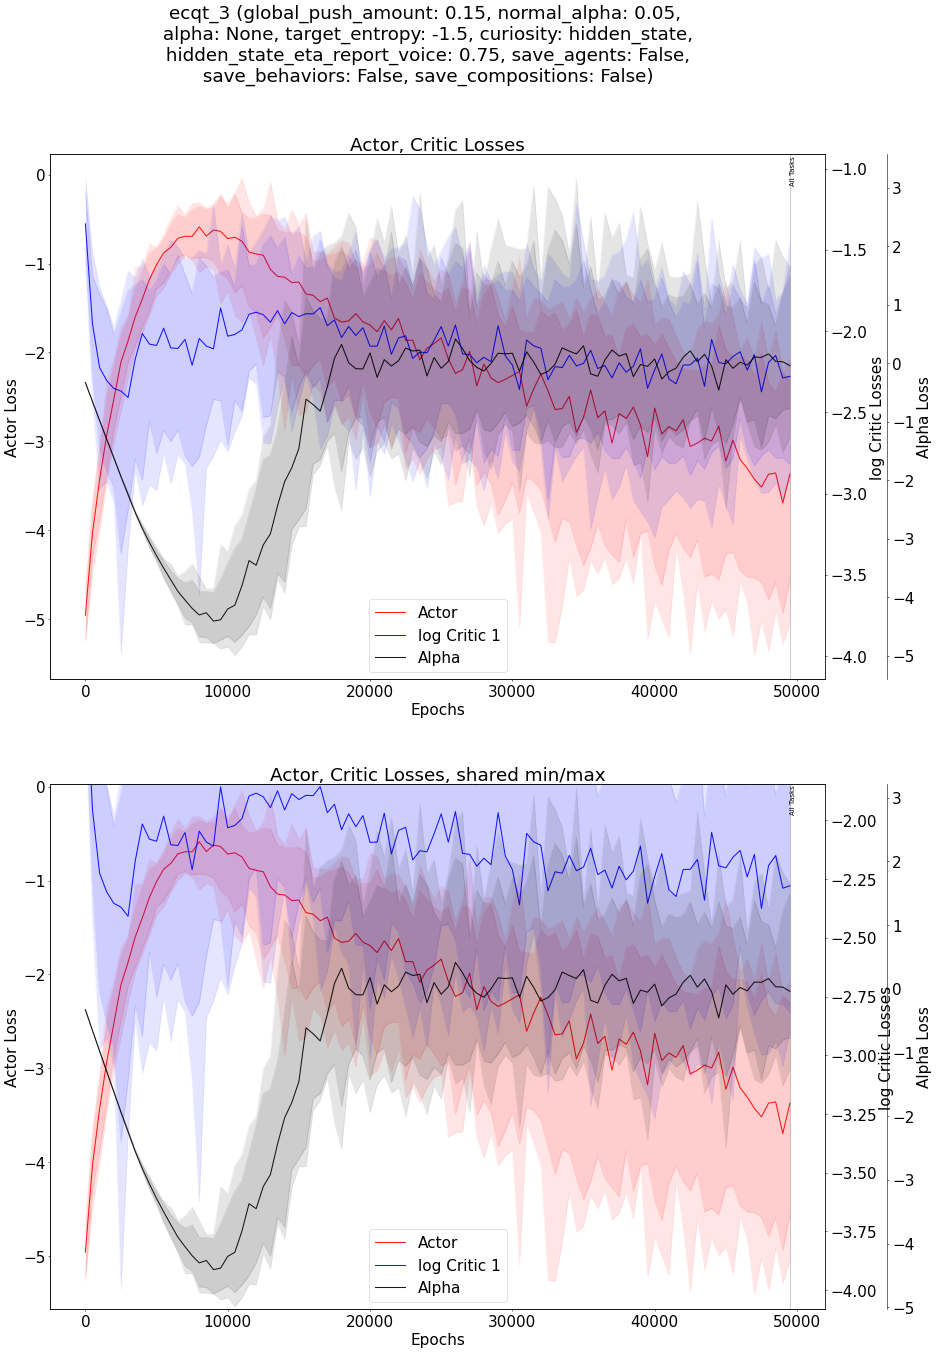 ecqt_3 (global_push_amount: 0.15, normal_alpha: 0.05,
alpha: None, target_entropy: -1.5, curiosity: hidden_state,
hidden_state_eta_report_voice: 0.75, save_agents: False,
save_behaviors: False, save_compositions: False)
Actor, Critic Losses
All Tasks
0
−1
−2
−3
−4
−5
Actor Loss
−1.0
−1.5
−2.0
−2.5
−3.0
−3.5
−4.0
log Critic Losses
3
2
1
0
−1
−2
−3
−4
−5
Alpha Loss
Actor
log Critic 1
Alpha
0 10000 20000 30000 40000 50000
Epochs
Actor, Critic Losses, shared min/max
All Tasks
0
−1
−2
−3
−4
−5
Actor Loss
−2.00
−2.25
−2.50
−2.75
−3.00
−3.25
−3.50
−3.75
−4.00
log Critic Losses
3
2
1
0
−1
−2
−3
−4
−5
Alpha Loss
Actor
log Critic 1
Alpha
0 10000 20000 30000 40000 50000
Epochs